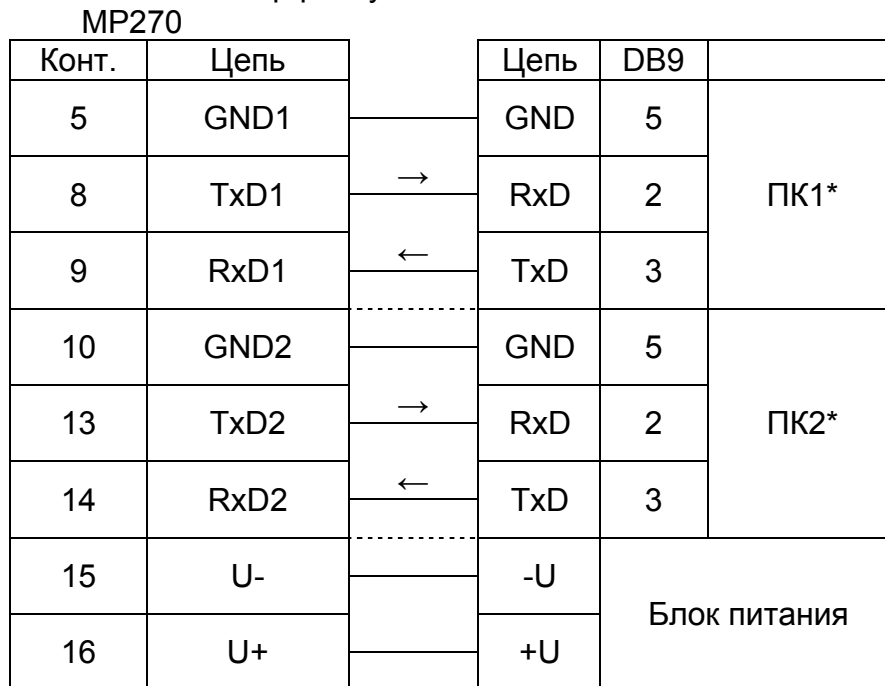 МР270
Конт. Цепь Цепь DB9
5 GND1 GND 5
8 TxD1 → RxD 2 ПК1*
9 RxD1 ← TxD 3
10 GND2 GND 5
13 TxD2 → RxD 2 ПК2*
14 RxD2 ← TxD 3
15 U- -U
Блок питания
16 U+ +U